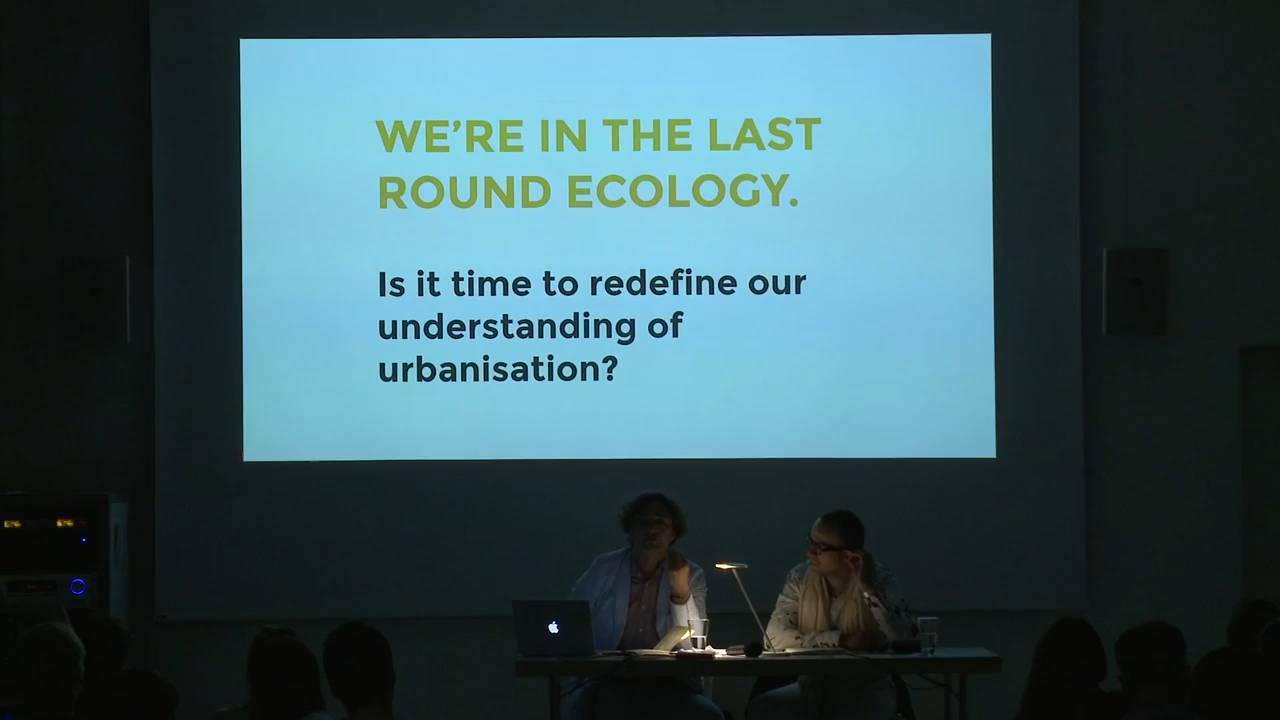 WE’RE IN THE LAST
ROUND ECOLOGY.
Is it time to redefine our
understanding of
urbanisation?